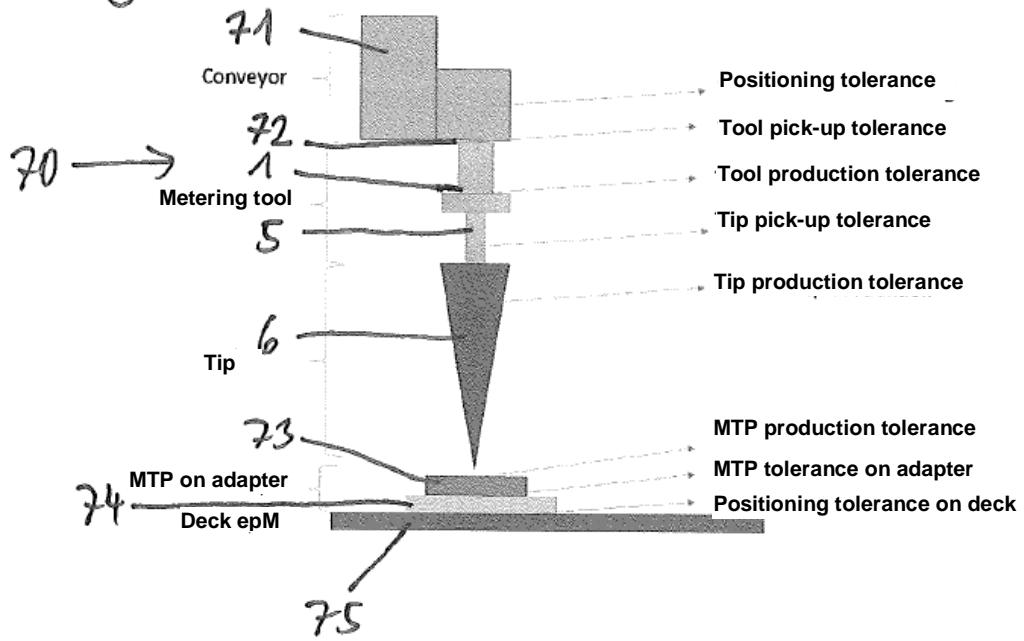 71
Conveyor
Positioning tolerance
72
Tool pick-up tolerance
70
1
Tool production tolerance
Metering tool
5
Tip pick-up tolerance
Tip production tolerance
6
Tip
73
MTP production tolerance
MTP on adapter
MTP tolerance on adapter
74
Deck epM
Positioning tolerance on deck
75